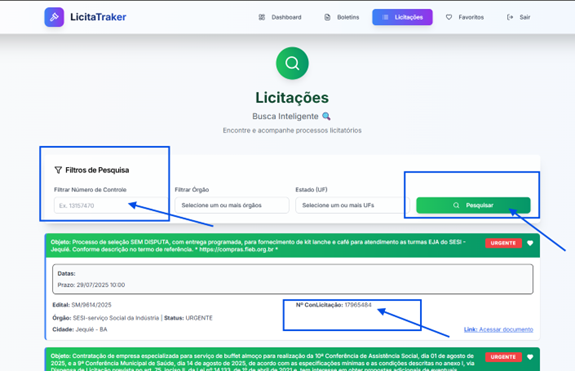 LicitaTraker
Dashboard
Boletins
Licitações
Favoritos
Sair
Licitações
Busca Inteligente
Encontre e acompanhe processos licitatórios
Filtros de Pesquisa
Filtrar Número de Controle
Filtrar Órgão
Estado (UF)
Ex. 13157470
Selecione um ou mais órgãos
Selecione um ou mais UFs
Pesquisar
Objeto: Processo de seleção SEM DISPUTA, com entrega programada, para fornecimento de kit lanche e café para atendimento as turmas EJA do SESI -
Jequié. Conforme descrição no termo de referência. * https://compras.fieb.org.br *
URGENTE
Datas:
Prazo: 29/07/2025 10:00
Edital: SM/9814/2025
Nº ConLicitação: 17965484
Órgão: SESI-serviço Social da Indústria | Status: URGENTE
Cidade: Jequié - BA
Link: Acessar documento
Objeto: Contratação de empresa especializada para serviço de buffet almoço para realização da 10ª Conferência de Assistência Social, dia 01 de agosto de
2025, e a 9ª Conferência Municipal de Saúde, dia 14 de agosto de 2025, de acordo com as especificações mínimas e as condições descritas no anexo I, via
URGENTE